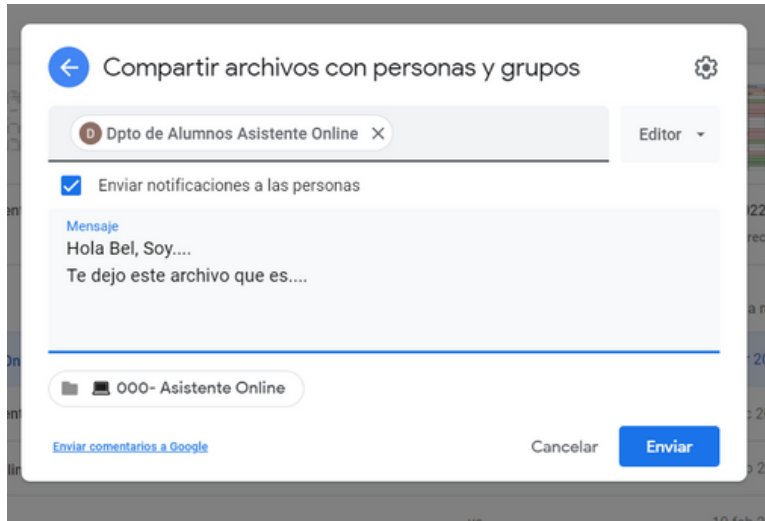 Compartir archivos con personas y grupos
D Dpto de Alumnos Asistente Online
Editor
Enviar notificaciones a las personas
Mensaje
Hola Bel, Soy....
Te dejo este archivo que es....
000- Asistente Online
Enviar comentarios a Google
Cancelar
Enviar